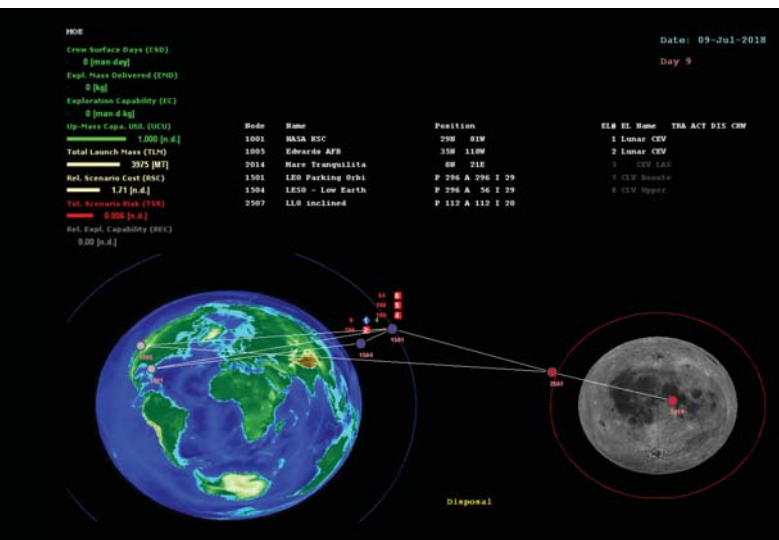 MOE
Date: 09-Jul-2018
Day 9
Crew Surface Days (CSD)
0 [man-day]
Expl. Mass Delivered (EMD)
0 [kg]
Exploration Capability (EC)
0 [man-d-kg]
Up-Mass Capa. Util. (UCU)
1.000 [n.d.]
Total Launch Mass (TLM)
3975 [MT]
Rel. Scenario Cost (RSC)
1.71 [n.d.]
Tot. Scenario Risk (TSR)
0.006 [n.d.]
Rel. Expl. Capability (REC)
0.00 [n.d.]
Node Name Position
1001 NASA KSC 29N 81W
1005 Edwards AFB 35N 118W
2014 Mare Tranquilita 8N 21E
1501 LEO Parking Orbi P 296 A 296 I 29
1504 LESO - Low Earth P 296 A 56 I 29
2507 LLO inclined P 112 A 112 I 20
EL# EL Name TRA ACT DIS CRW
1 Lunar CEV
2 Lunar CEV
3 CEV LAS
7 CLV Booste
8 CLV Upper
5
4
1
2
1501
1504
2507
Disposal